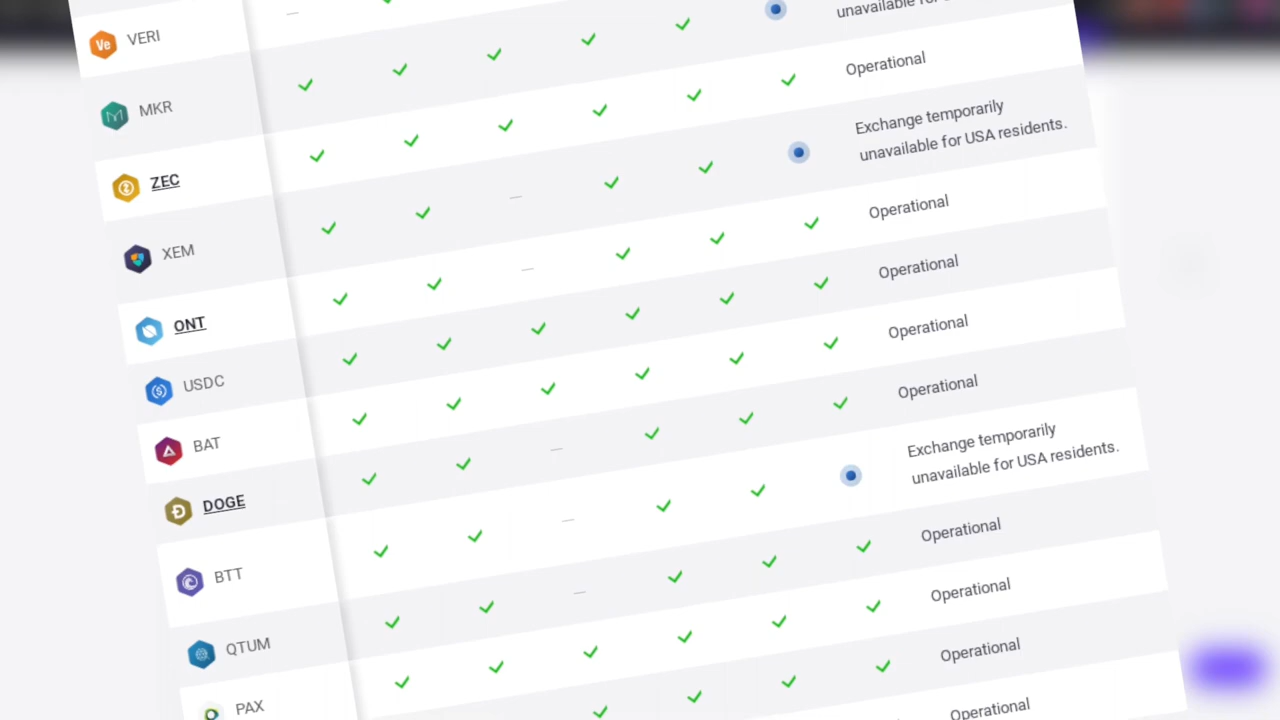 Ve VERI
MKR
unavailable for
ZEC Operational
XEM Exchange temporarily
unavailable for USA residents.
ONT Operational
USDC Operational
BAT Operational
DOGE Operational
BTT Exchange temporarily
unavailable for USA residents.
QTUM Operational
PAX Operational
Operational
Operational